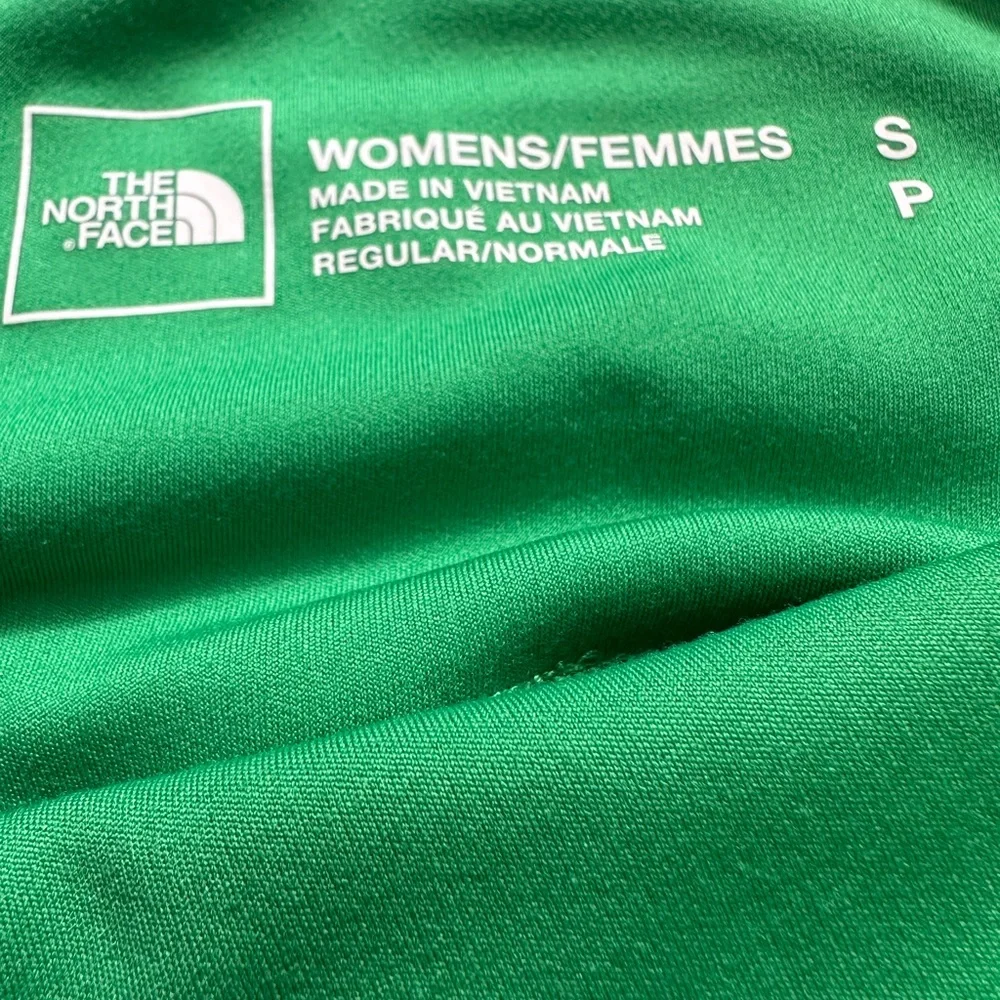 THE
NORTH
®FACE
WOMENS/FEMMES
MADE IN VIETNAM
FABRIQUÉ AU VIETNAM
REGULAR/NORMALE
S
P